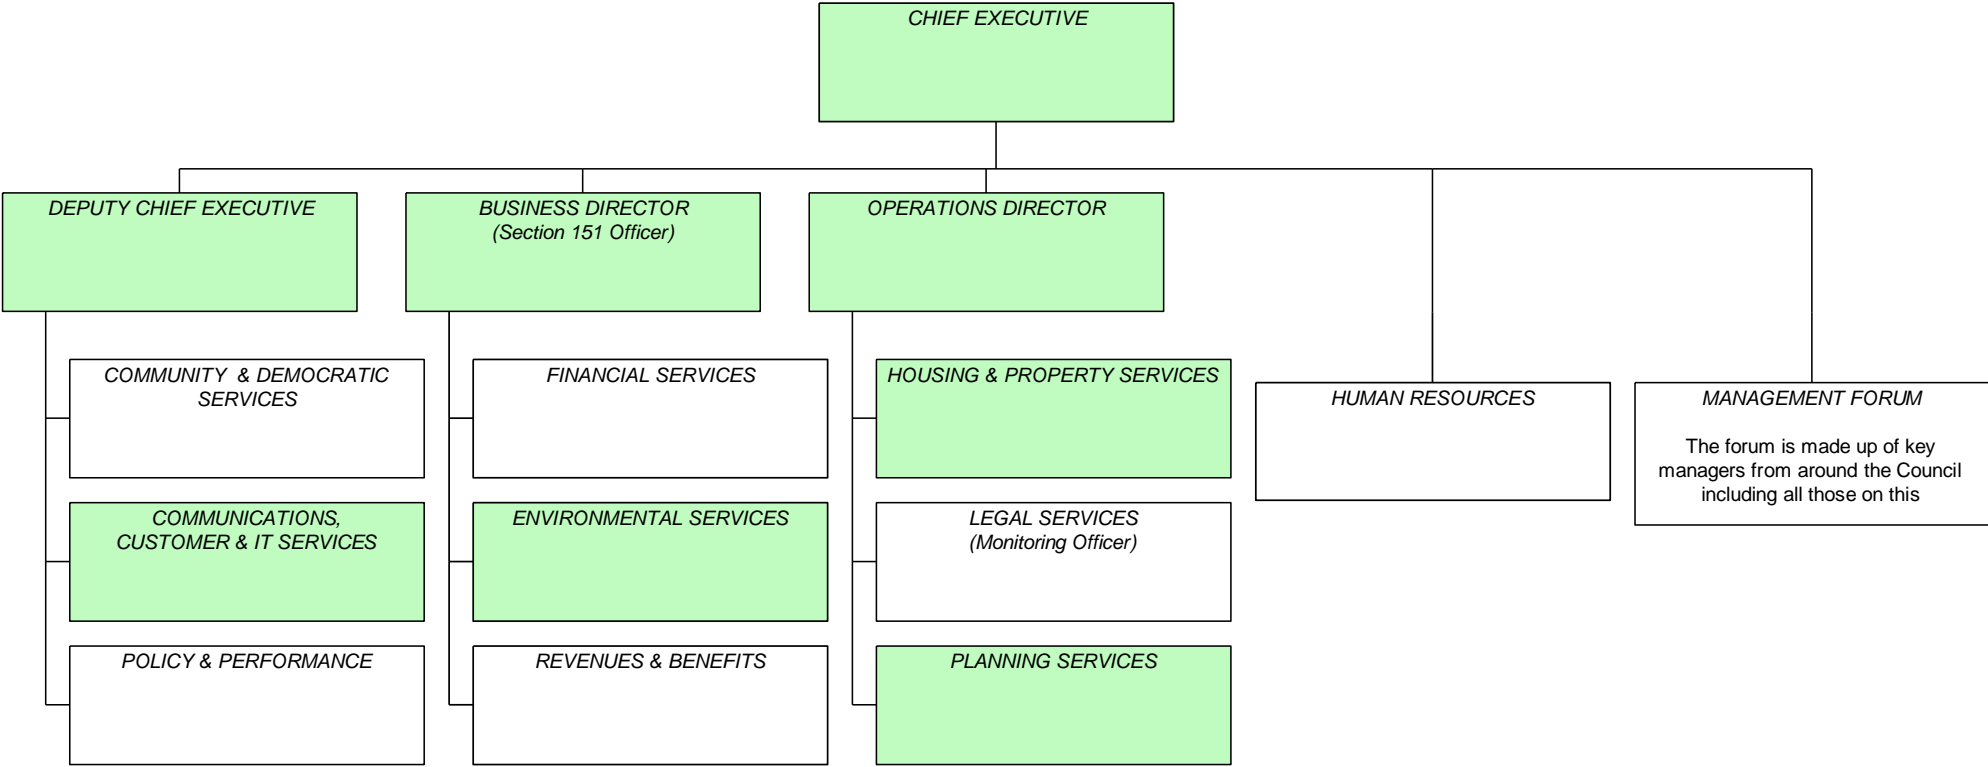 CHIEF EXECUTIVE
DEPUTY CHIEF EXECUTIVE
BUSINESS DIRECTOR
(Section 151 Officer)
OPERATIONS DIRECTOR
COMMUNITY & DEMOCRATIC
SERVICES
COMMUNICATIONS,
CUSTOMER & IT SERVICES
POLICY & PERFORMANCE
FINANCIAL SERVICES
ENVIRONMENTAL SERVICES
REVENUES & BENEFITS
HOUSING & PROPERTY SERVICES
LEGAL SERVICES
(Monitoring Officer)
PLANNING SERVICES
HUMAN RESOURCES
MANAGEMENT FORUM
The forum is made up of key
managers from around the Council
including all those on this